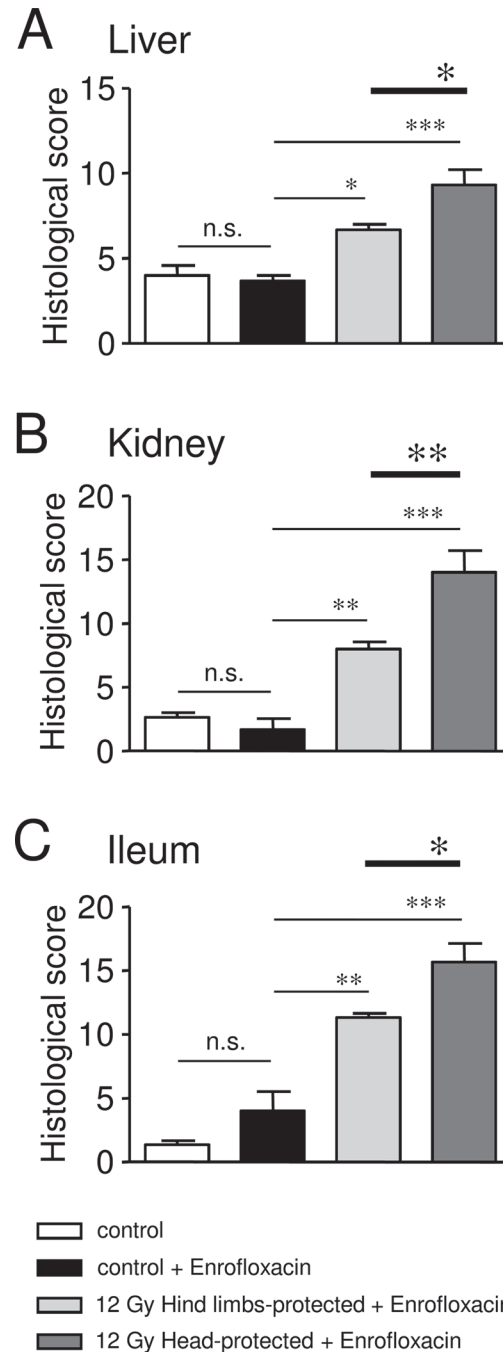 A Liver
*
15
***
10
*
n.s.
5
0
Histological score
B Kidney
**
20
***
15
**
10
n.s.
5
0
Histological score
C Ileum
*
20
***
15
**
10
n.s.
5
0
Histological score
control
control + Enrofloxacin
12 Gy Hind limbs-protected + Enrofloxacin
12 Gy Head-protected + Enrofloxacin